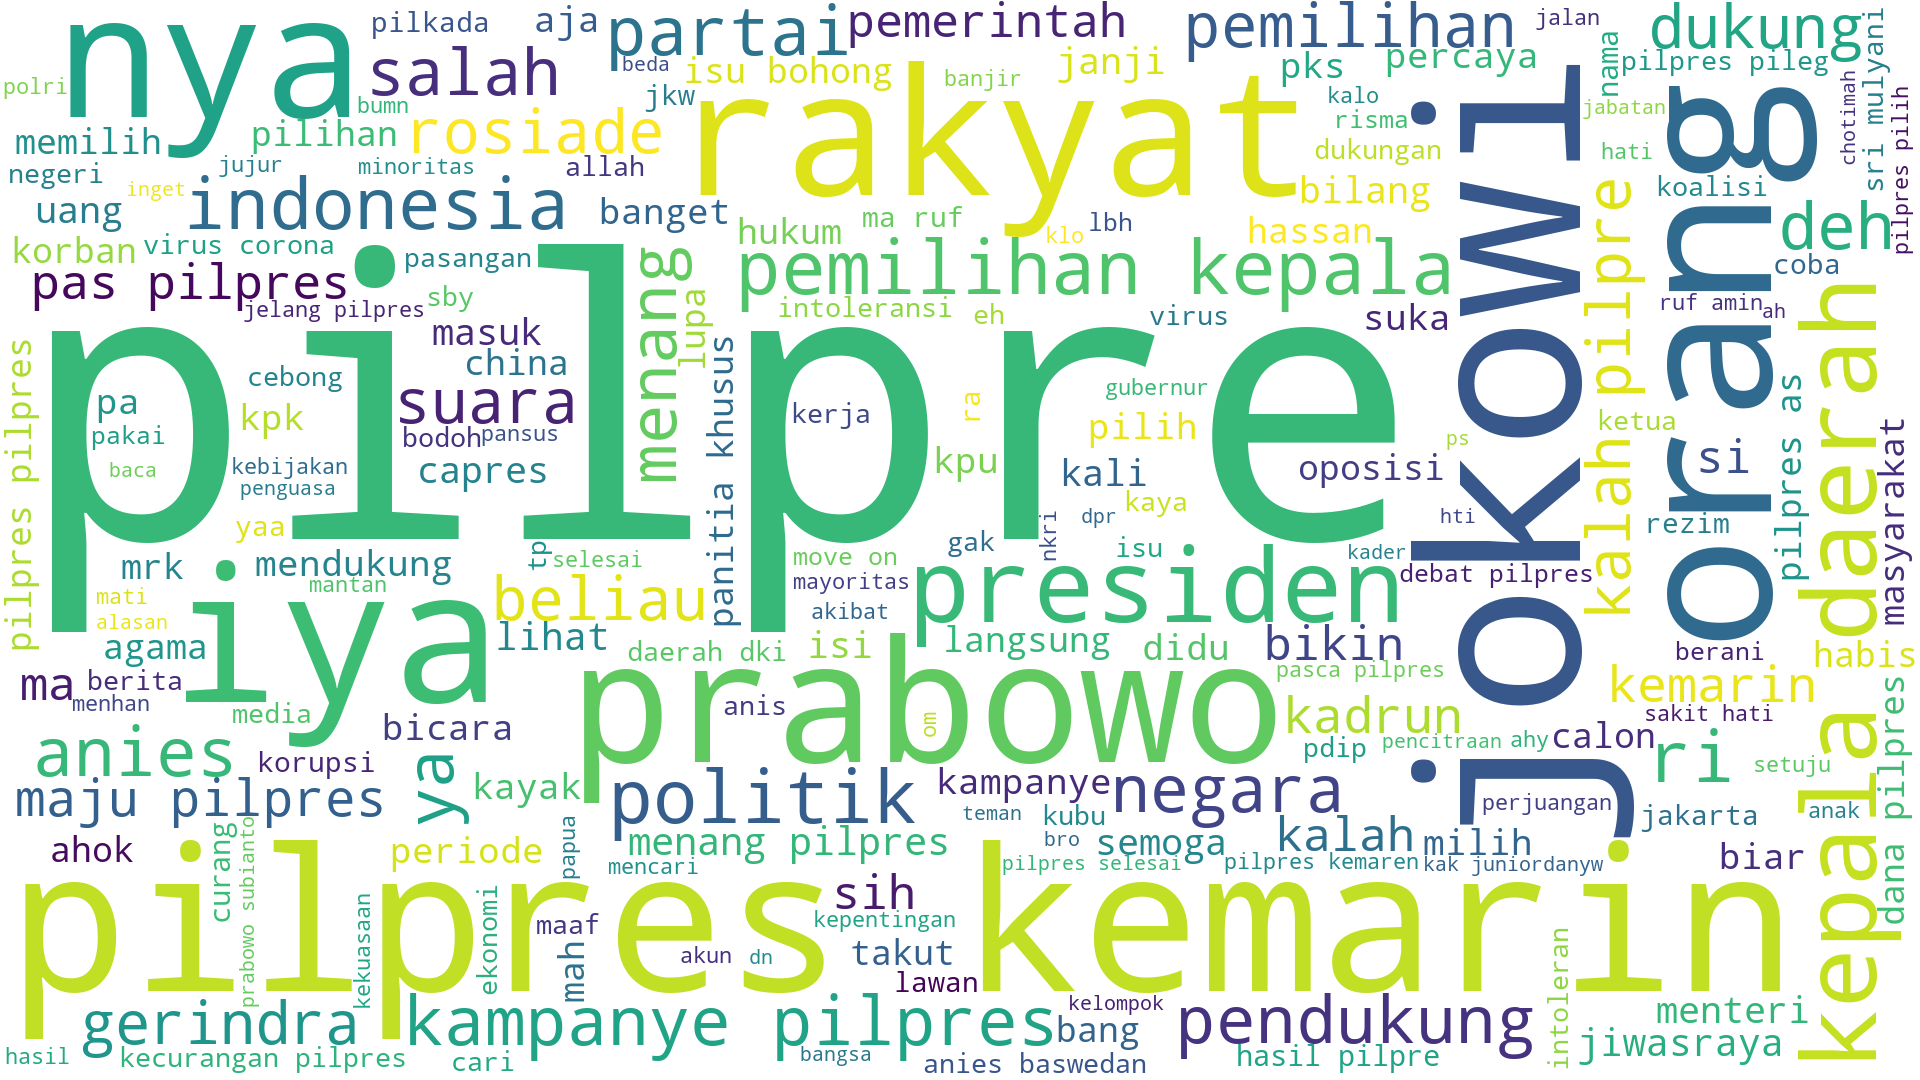 nya
pilkada
aja
partai
pemerintah
pemilihan
jalan
dukung
polri
salah
beda
isu bohong
banjir
janji
pks
percaya
nama
pilpres pileg
sri mulyani
bumn
jkw
rakyat
kalo
jabatan
chotimah
pilpres pilih
memilih
pilihan
rosiade
risma
jokowi
orang
negeri
jujur
minoritas
allah
dukungan
hati
inget
indonesia
bilang
koalisi
uang
banget
ma ruf
lbh
deh
korban
virus corona
hukum
klo
hassan
pasangan
pemilihan kepala
coba
pas pilpres
sby
menang
lupa
intoleransi
eh
virus
suka
kalah pilpre
ruf amin
ah
jelang pilpres
masuk
pilpre
china
cebong
pilpres pilpres
pa
kpk
suara
panitia khusus
kerja
ra
gubernur
pilih
ketua
pilpres as
kepala daerah
pakai
bodoh
pansus
ps
baca
kebijakan
penguasa
capres
kpu
kali
oposisi
si
masyarakat
yaa
kaya
dpr
hti
rezim
mrk
mendukung
tp
selesai
move on
gak
nkri
isu
kader
mati
mantan
mayoritas
debat pilpres
alasan
iya
beliau
akibat
presiden
agama
lihat
daerah dki
isi
langsung
didu
bikin
berani
habis
ma
berita
prabowo
pasca pilpres
kemarin
menhan
media
anis
om
kadrun
sakit hati
bicara
anies
korupsi
ya
pdip
pencitraan
ahy
calon
ri
setuju
dana pilpres
maju pilpres
kayak
politik
kampanye
negara
perjuangan
jakarta
anak
ahok
curang
prabowo subianto
periode
papua
menang pilpres
teman
kubu
bro
semoga
kalah
milih
biar
mencari
pilpres selesai
pilpres kemaren
kak juniordanyw
pilpres kemarin
kekuasaan
ekonomi
maaf
mah
sih
kepentingan
akun
dn
takut
lawan
intoleran
gerindra
kampanye pilpres
kelompok
bang
pendukung
menteri
hasil
kecurangan pilpres
cari
bangsa
anies baswedan
hasil pilpre
jiwasraya